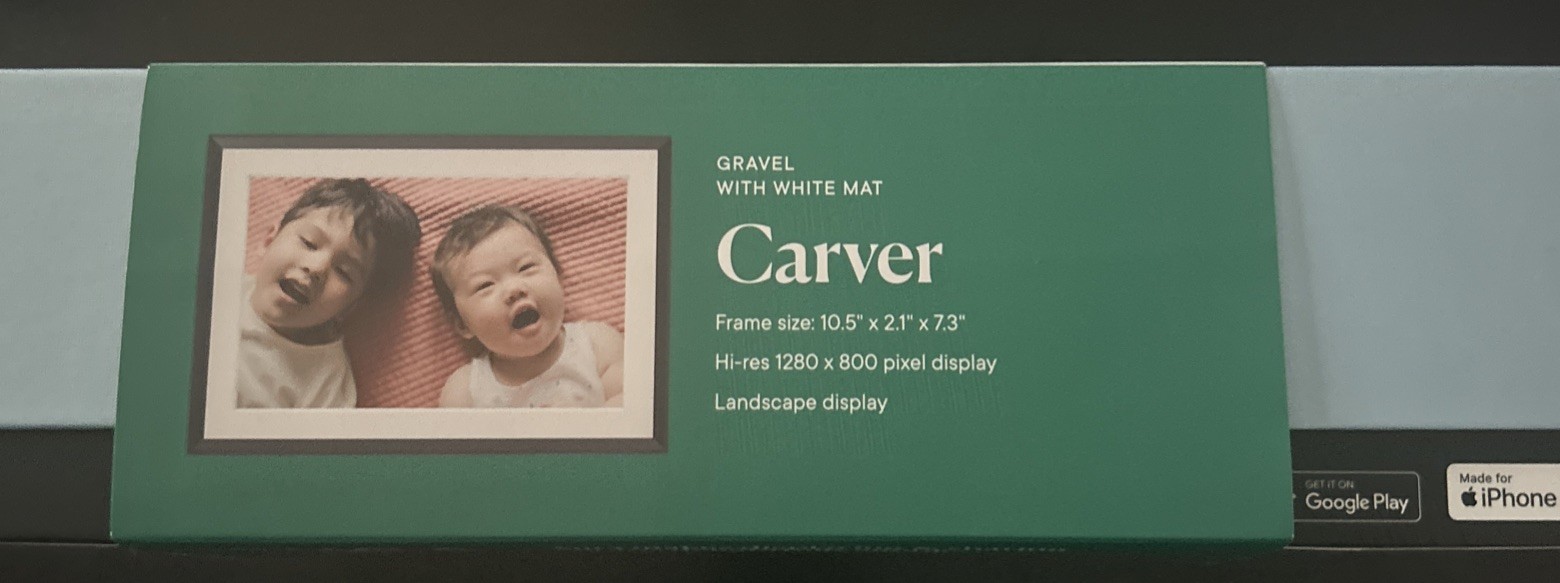 GRAVEL
WITH WHITE MAT
Carver
Frame size: 10.5" x 2.1" x 7.3"
Hi-res 1280 x 800 pixel display
Landscape display
GET IT ON
Google Play
Made for
iPhone